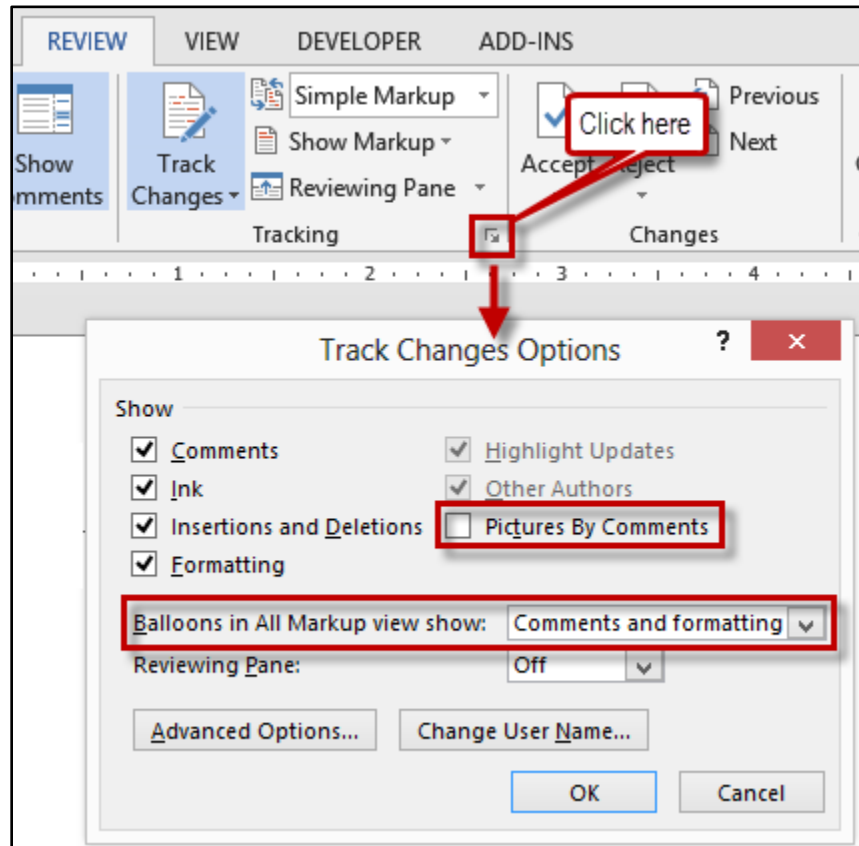 REVIEW VIEW DEVELOPER ADD-INS
Simple Markup
Previous
Click here
Show Markup
Next
Show
Track
Accept Reject
mments
Changes
Reviewing Pane
Tracking
Changes
1 2 3 4
Track Changes Options ?
Show
Comments
Highlight Updates
Ink
Other Authors
Insertions and Deletions
Pictures By Comments
Formatting
Balloons in All Markup view show: Comments and formatting
Reviewing Pane: Off
Advanced Options... Change User Name...
OK Cancel